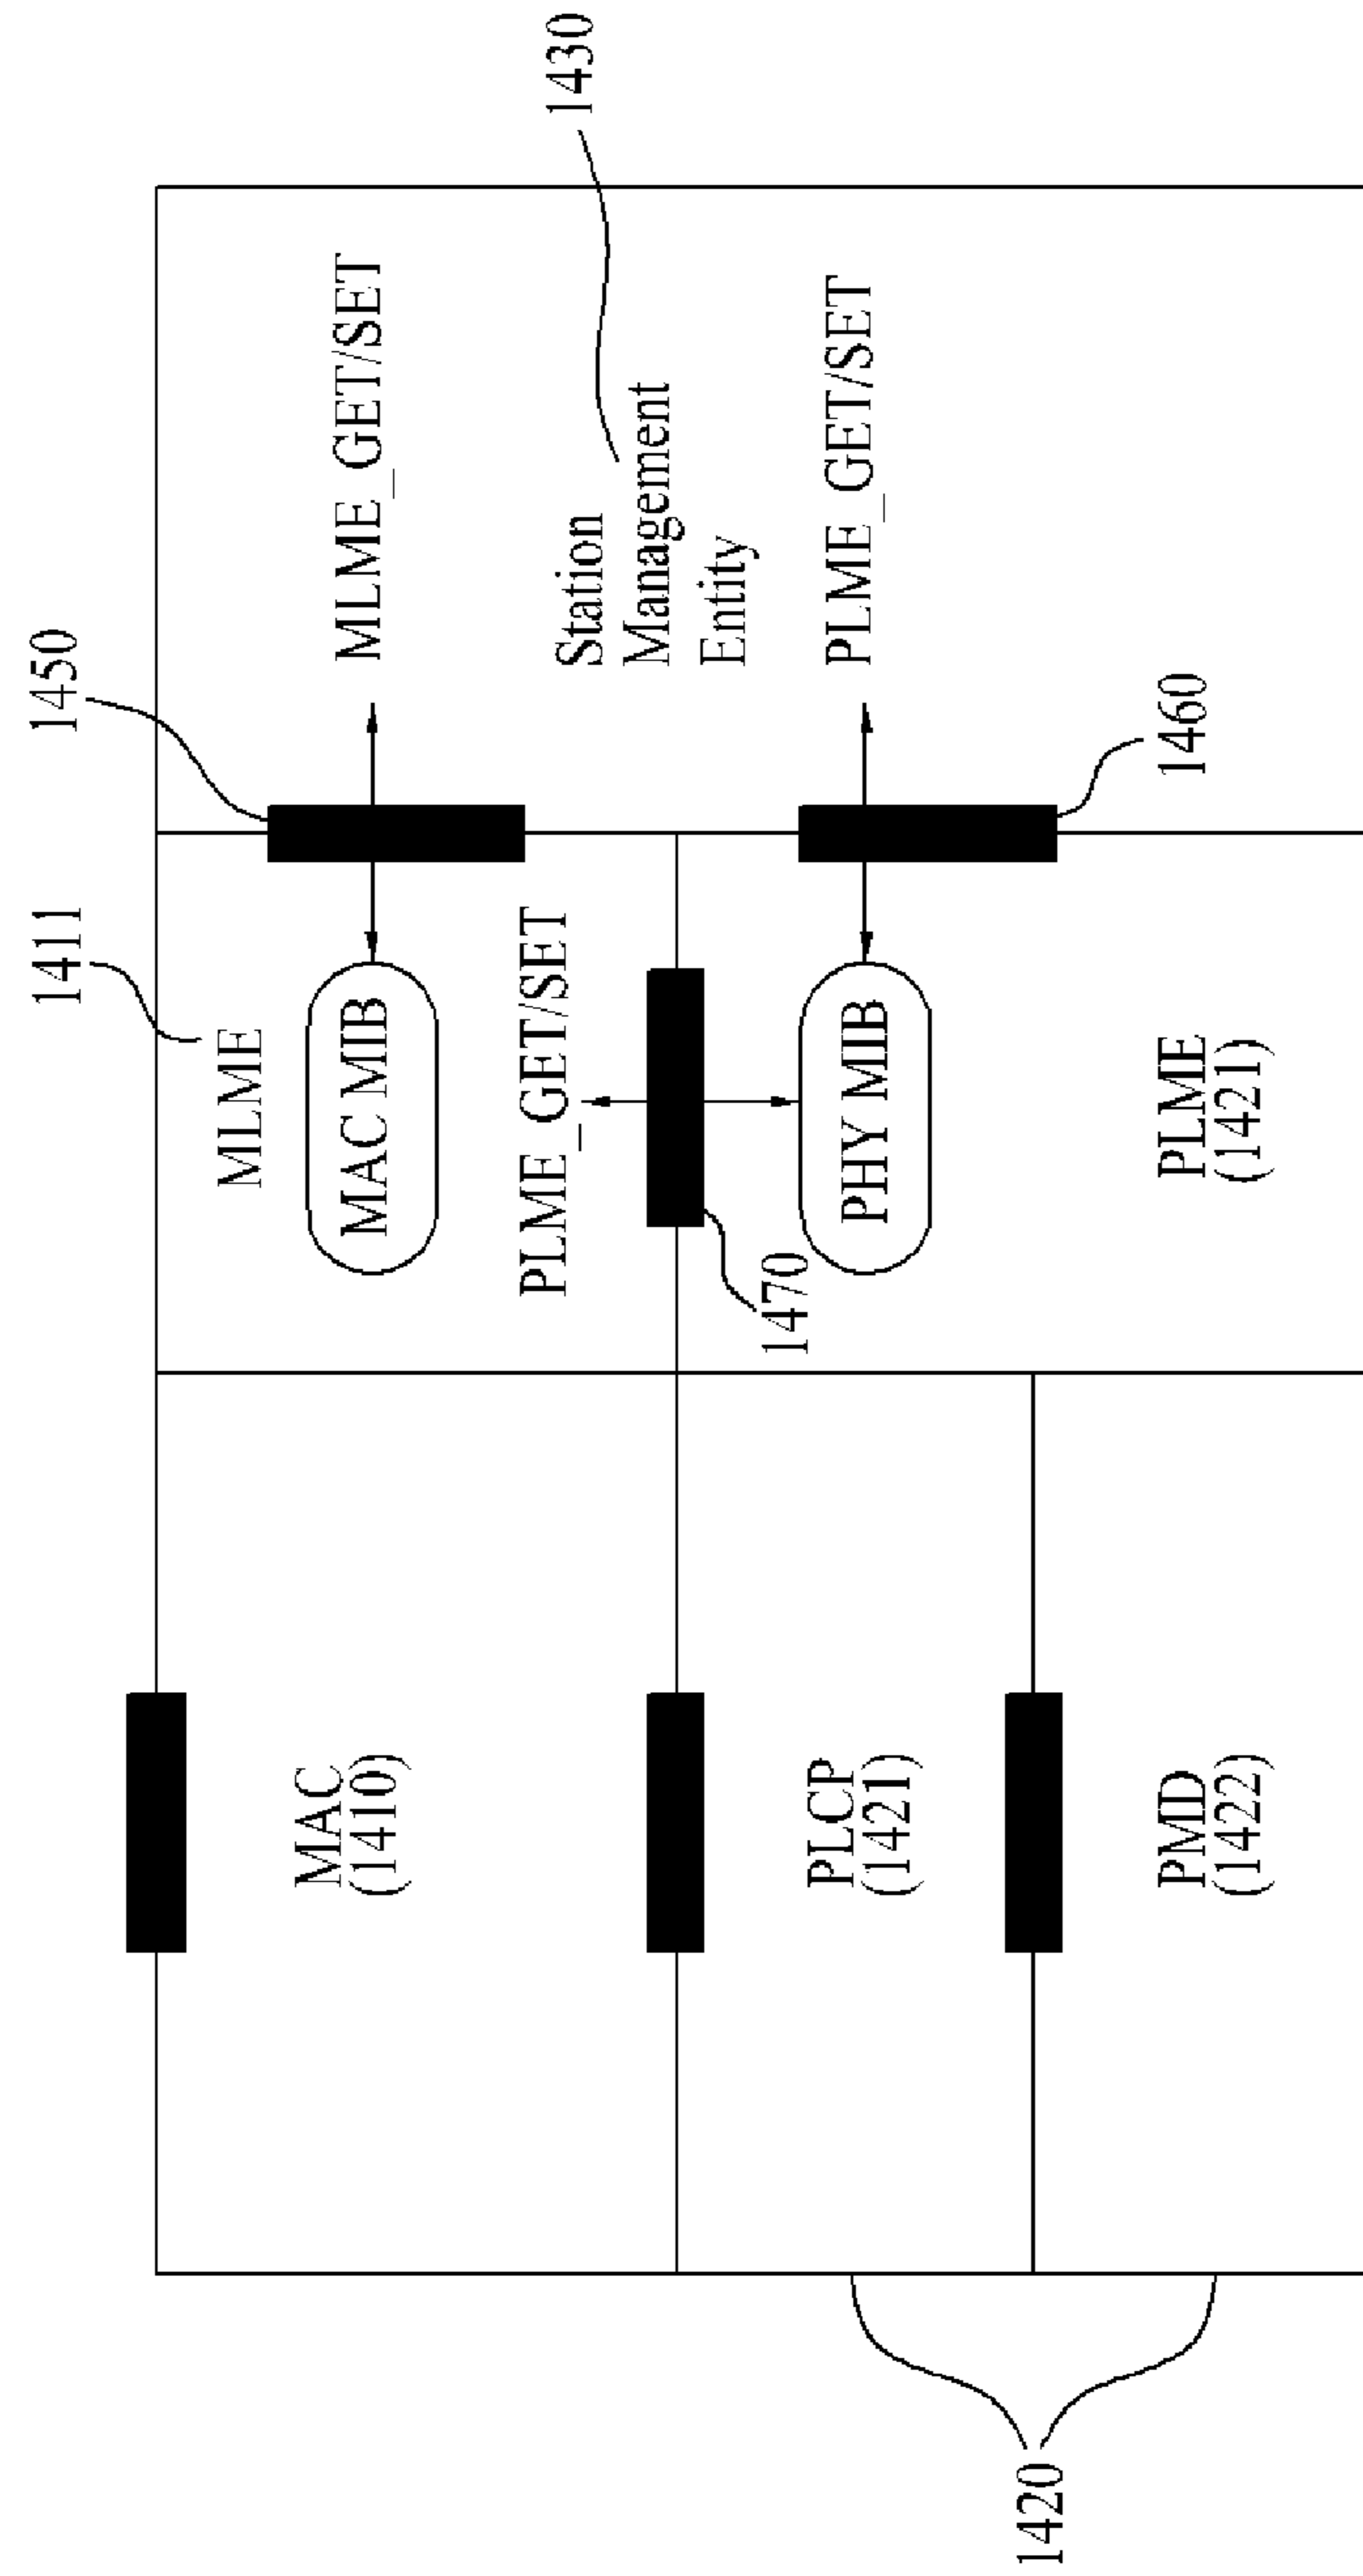 1411
1450
MLME
MAC
(1410)
MAC MIB
MLME_GET/SET
PLME_GET/SET
1430
Station
Management
Entity
1470
PLCP
(1421)
PHY MIB
PLME_GET/SET
1420
PMD
(1422)
PLME
(1421)
1460